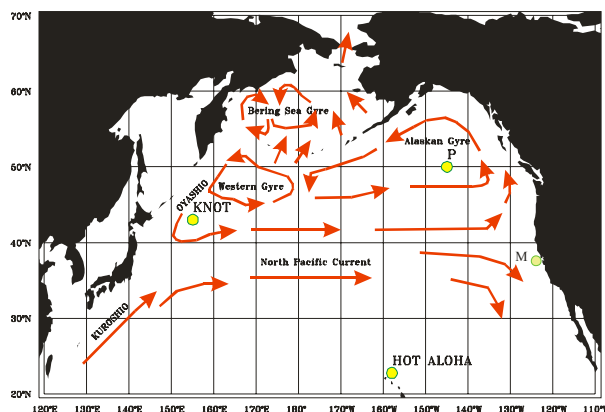 70°N
60°N
50°N
40°N
30°N
20°N
Bering Sea Gyre
Alaskan Gyre
P
Western Gyre
OYASHIO
KNOT
North Pacific Current
M
KUROSHIO
HOT ALOHA
120°E 130°E 140°E 150°E 160°E 170°E 180° 170°W 160°W 150°W 140°W 130°W 120°W 110°W